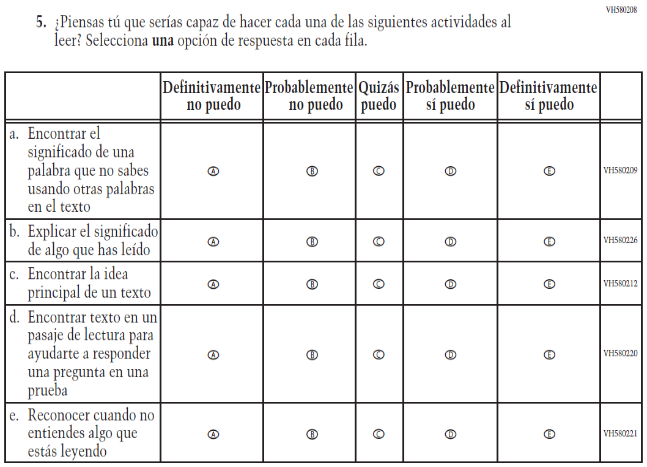 VH580208
5. ¿Piensas tú que serías capaz de hacer cada una de las siguientes actividades al
leer? Selecciona una opción de respuesta en cada fila.
Definitivamente no puedo Probablemente no puedo Quizás puedo Probablemente sí puedo Definitivamente sí puedo
a. Encontrar el
significado de una
palabra que no sabes
usando otras palabras
en el texto
A B C D E VH580209
b. Explicar el significado
de algo que has leído
A B C D E VH580226
c. Encontrar la idea
principal de un texto
A B C D E VH580212
d. Encontrar texto en un
pasaje de lectura para
ayudarte a responder
una pregunta en una
prueba
A B C D E VH580220
e. Reconocer cuando no
entiendes algo que
estás leyendo
A B C D E VH580221